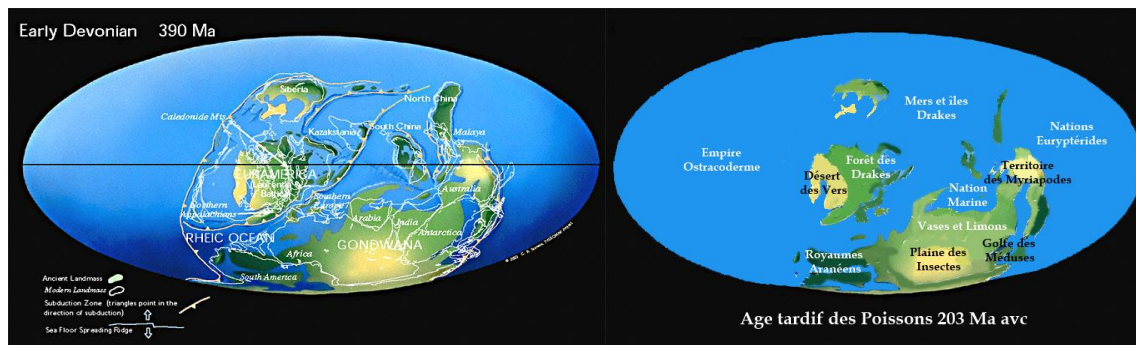 Early Devonian 390 Ma
Siberia
North China
Caledonide Mts.
Kazakstania
South China
Malaya
EURAMERICA
(Laurentia &
Baltica)
Australia
Northern
Appalachians
Southern
Europe
Arabia
India
Antarctica
RHEIC OCEAN
GONDWANA
Africa
South America
Ancient Landmass
Modern Landmass
Subduction Zone (triangles point in the
direction of subduction)
Sea Floor Spreading Ridge
Mers et îles
Drakes
Nations
Euryptérides
Empire
Ostracoderme
Forêt des
Drakes
Désert
des Vers
Territoire
des Myriapodes
Nation
Marine
Vases et Limons
Golfe des
Méduses
Royaumes
Aranéens
Plaine des
Insectes
Age tardif des Poissons 203 Ma avc